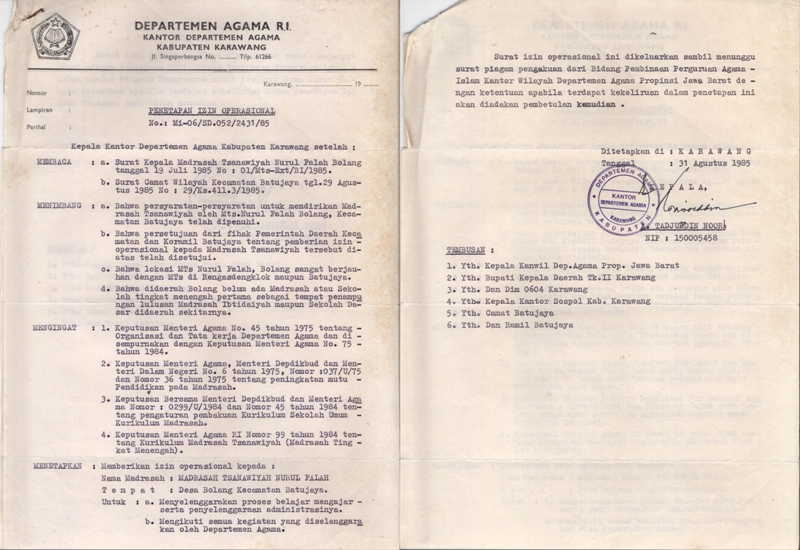 DEPARTEMEN AGAMA R.I.
KANTOR DEPARTEMEN AGAMA
KABUPATEN KARAWANG
Jl. Singaperbangsa No. ........ Tilp. 61266
Karawang, ........................ 19 ......
Nomor :
Lampiran :
Perihal :
PENETAPAN IZIN OPERASIONAL
No.: Mi-06/SD.052/2431/85
Kepala Kantor Departemen Agama Kabupaten Karawang setelah ;
MEMBACA : a. Surat Kepala Madrasah Tsanawiyah Nurul Falah Bolang
tanggal 19 Juli 1985 No : 01/Mts-Ext/BI/1985.
b. Surat Camat Wilayah Kecamatan Batujaya tgl.29 Agus-
tus 1985 No : 29/Ks.411.3/1985.
MENIMBANG : a. Bahwa persyaratan-persyaratan untuk mendirikan Mad-
rasah Tsanawiyah oleh Mts.Nurul Falah Bolang, Keca-
matan Batujaya telah dipenuhi.
b. Bahwa persetujuan dari fihak Pemerintah Daerah Keca
matan dan Koramil Batujaya tentang pemberian izin -
operasional kepada Madrasah Tsanawiyah tersebut di-
atas telah disetujui.
c. Bahwa lokasi MTs Nurul Falah, Bolang sangat berjau-
han dengan MTs di Rengasdengklok maupun Batujaya.
d. Bahwa didaerah Bolang belum ada Madrasah atau Seko-
lah tingkat menengah pertama sebagai tempat penampu
ngan lulusan Madrasah Ibtidaiyah maupun Sekolah Da-
sar didaerah sekitarnya.
MENGINGAT : 1. Keputusan Menteri Agama No. 45 tahun 1975 tentang -
Organisasi dan Tata kerja Departemen Agama dan di -
sempurnakan dengan Keputusan Menteri Agama No. 75 -
tahun 1984.
2. Keputusan Menteri Agama, Menteri Depdikbud dan Men-
teri Dalam Negeri No. 6 tahun 1975, Nomor :037/U/75
dan Nomor 36 tahun 1975 tentang peningkatan mutu -
Pendidikan pada Madrasah.
3. Keputusan Bersama Menteri Depdikbud dan Menteri Aga
ma Nomor : 0299/U/1984 dan Nomor 45 tahun 1984 ten-
tang pengaturan pembakuan Kurikulum Sekolah Umum -
Kurikulum Madrasah.
4. Keputusan Menteri Agama RI Nomor 99 tahun 1984 ten-
tang Kurikulum Madrasah Tsanawiyah (Madrasah Ting -
kat Menengah).
MENETAPKAN : Memberikan izin operasional kepada :
Nama Madrasah : MADRASAH TSANAWIYAH NURUL FALAH
T e m p a t : Desa Bolang Kecamatan Batujaya.
Untuk : a. Menyelenggarakan proses belajar mengajar-
serta penyelenggaraan administrasinya.
b. Mengikuti semua kegiatan yang diselenggara
kan oleh Departemen Agama.
Surat izin operasional ini dikeluarkan sambil menunggu
surat piagam pengakuan dari Bidang Pembinaan Perguruan Agama -
Islam Kantor Wilayah Departemen Agama Propinsi Jawa Barat de -
ngan ketentuan apabila terdapat kekeliruan dalam penetapan ini
akan diadakan pembetulan kemudian .
Ditetapkan di : K A R A W A N G
Tanggal : 31 Agustus 1985
K E P A L A,
DEPARTEMEN AGAMA
KANTOR
DEPARTEMEN AGAMA
KARAWANG
KABUPATEN
TADJUDDIN NOOR
NIP : 150005458
TEMBUSAN :
1. Yth. Kepala Kanwil Dep.Agama Prop. Jawa Barat
2. Yth. Bupati Kepala Daerah Tk.II Karawang
3. Yth. Dan Dim 0604 Karawang
4. Yth. Kepala Kantor Sospol Kab. Karawang
5. Yth. Camat Batujaya
6. Yth. Dan Ramil Batujaya